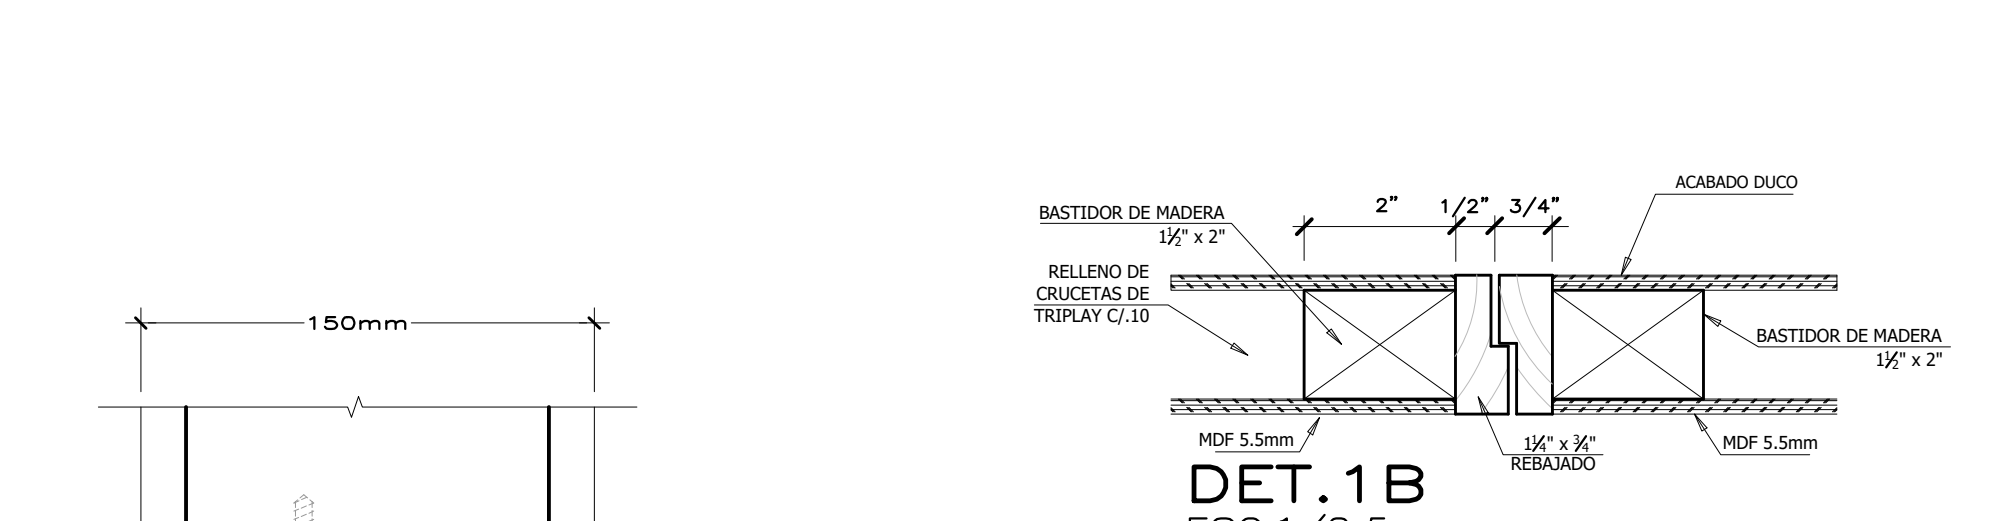 150mm
2" 1/2" 3/4"
ACABADO DUCO
BASTIDOR DE MADERA
1½" x 2"
RELLENO DE
CRUCETAS DE
TRIPLAY C/.10
BASTIDOR DE MADERA
1½" x 2"
MDF 5.5mm
1¼" x ¾"
REBAJADO
MDF 5.5mm
DET.1B